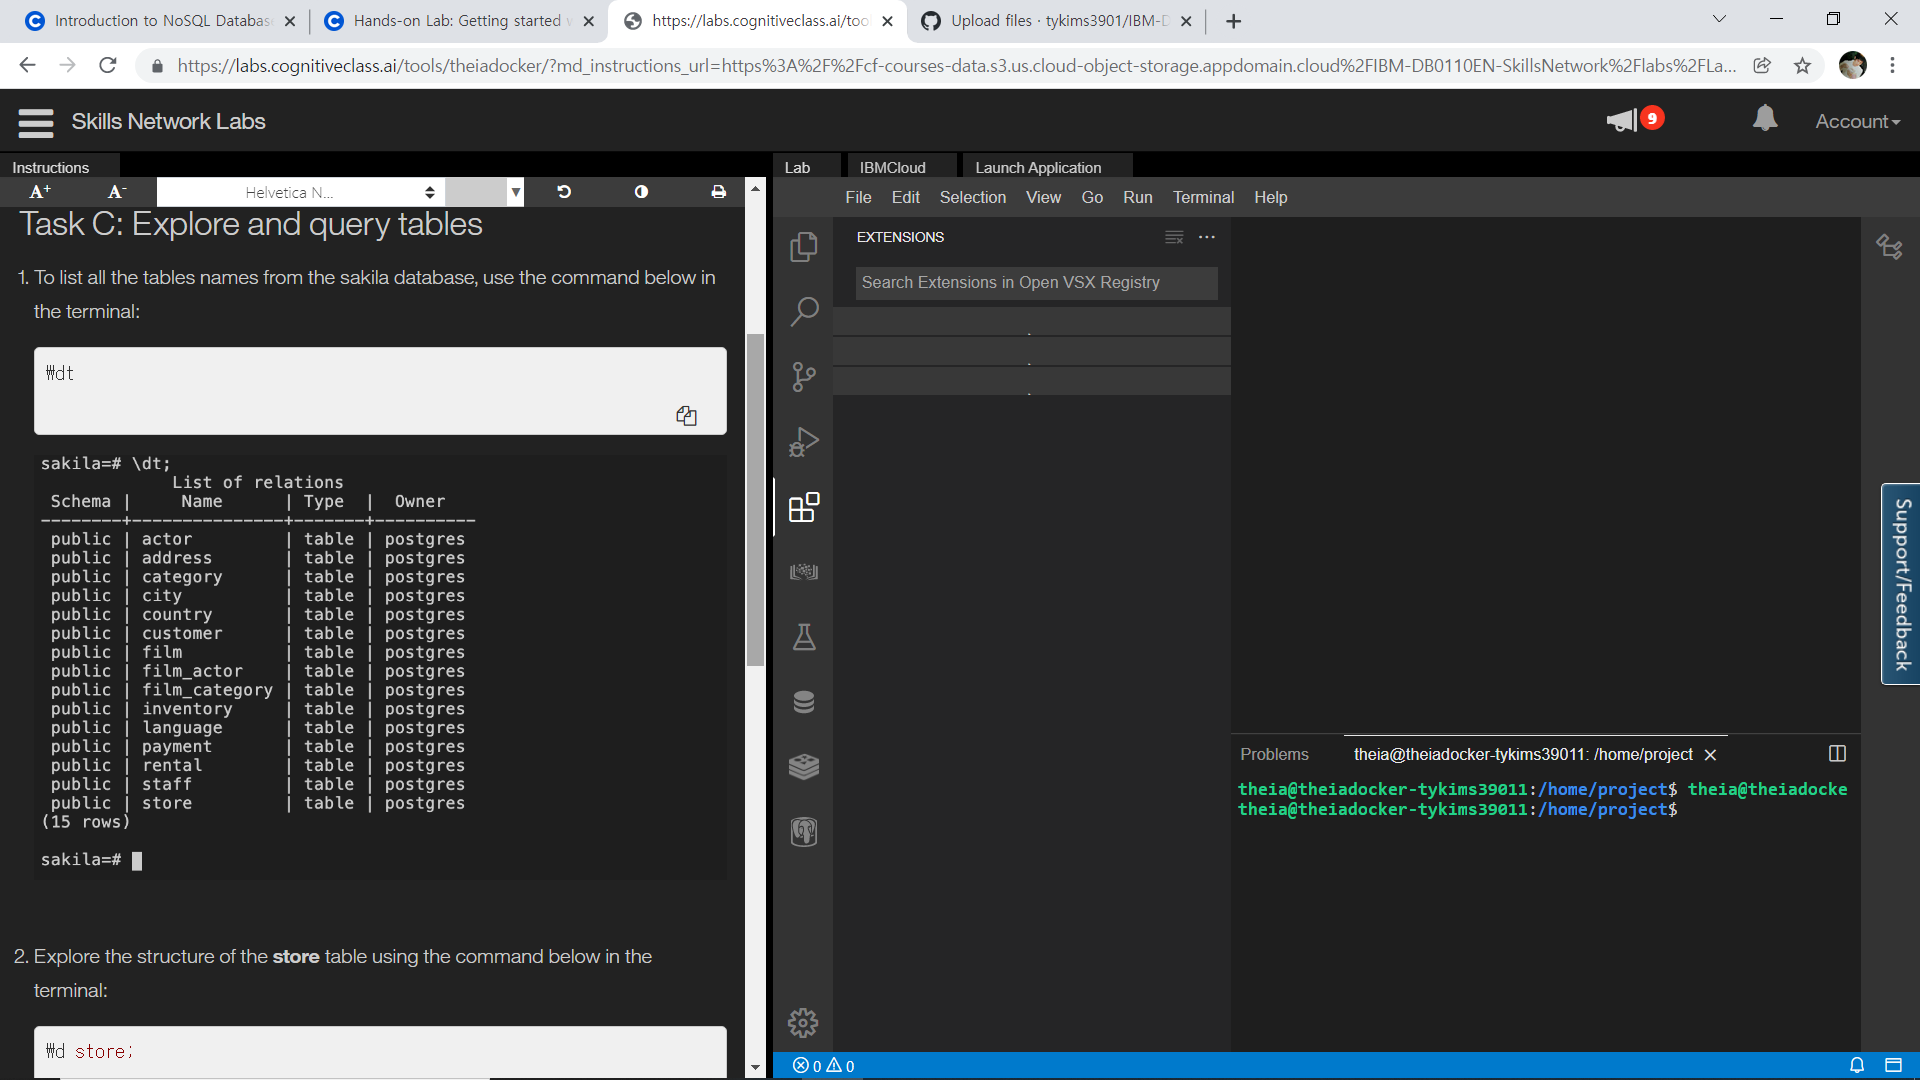 Introduction to NoSQL Databas
Hands-on Lab: Getting started w
https://labs.cognitiveclass.ai/tool
Upload files · tykims3901/IBM-D
https://labs.cognitiveclass.ai/tools/theiadocker/?md_instructions_url=https%3A%2F%2Fcf-courses-data.s3.us.cloud-object-storage.appdomain.cloud%2FIBM-DB0110EN-SkillsNetwork%2Flabs%2FLa...
Skills Network Labs
9
Account
Instructions
Lab
IBMCloud
Launch Application
A+
A-
Helvetica N...
File Edit Selection View Go Run Terminal Help
Task C: Explore and query tables
1. To list all the tables names from the sakila database, use the command below in
the terminal:
₩dt
sakila=# \dt;
List of relations
Schema | Name | Type | Owner
--------+---------------+-------+----------
public | actor | table | postgres
public | address | table | postgres
public | category | table | postgres
public | city | table | postgres
public | country | table | postgres
public | customer | table | postgres
public | film | table | postgres
public | film_actor | table | postgres
public | film_category | table | postgres
public | inventory | table | postgres
public | language | table | postgres
public | payment | table | postgres
public | rental | table | postgres
public | staff | table | postgres
public | store | table | postgres
(15 rows)
sakila=#
2. Explore the structure of the store table using the command below in the
terminal:
₩d store;
EXTENSIONS
Search Extensions in Open VSX Registry
Support/Feedback
Problems
theia@theiadocker-tykims39011: /home/project
theia@theiadocker-tykims39011:/home/project$ theia@theiadocke
theia@theiadocker-tykims39011:/home/project$
0 0